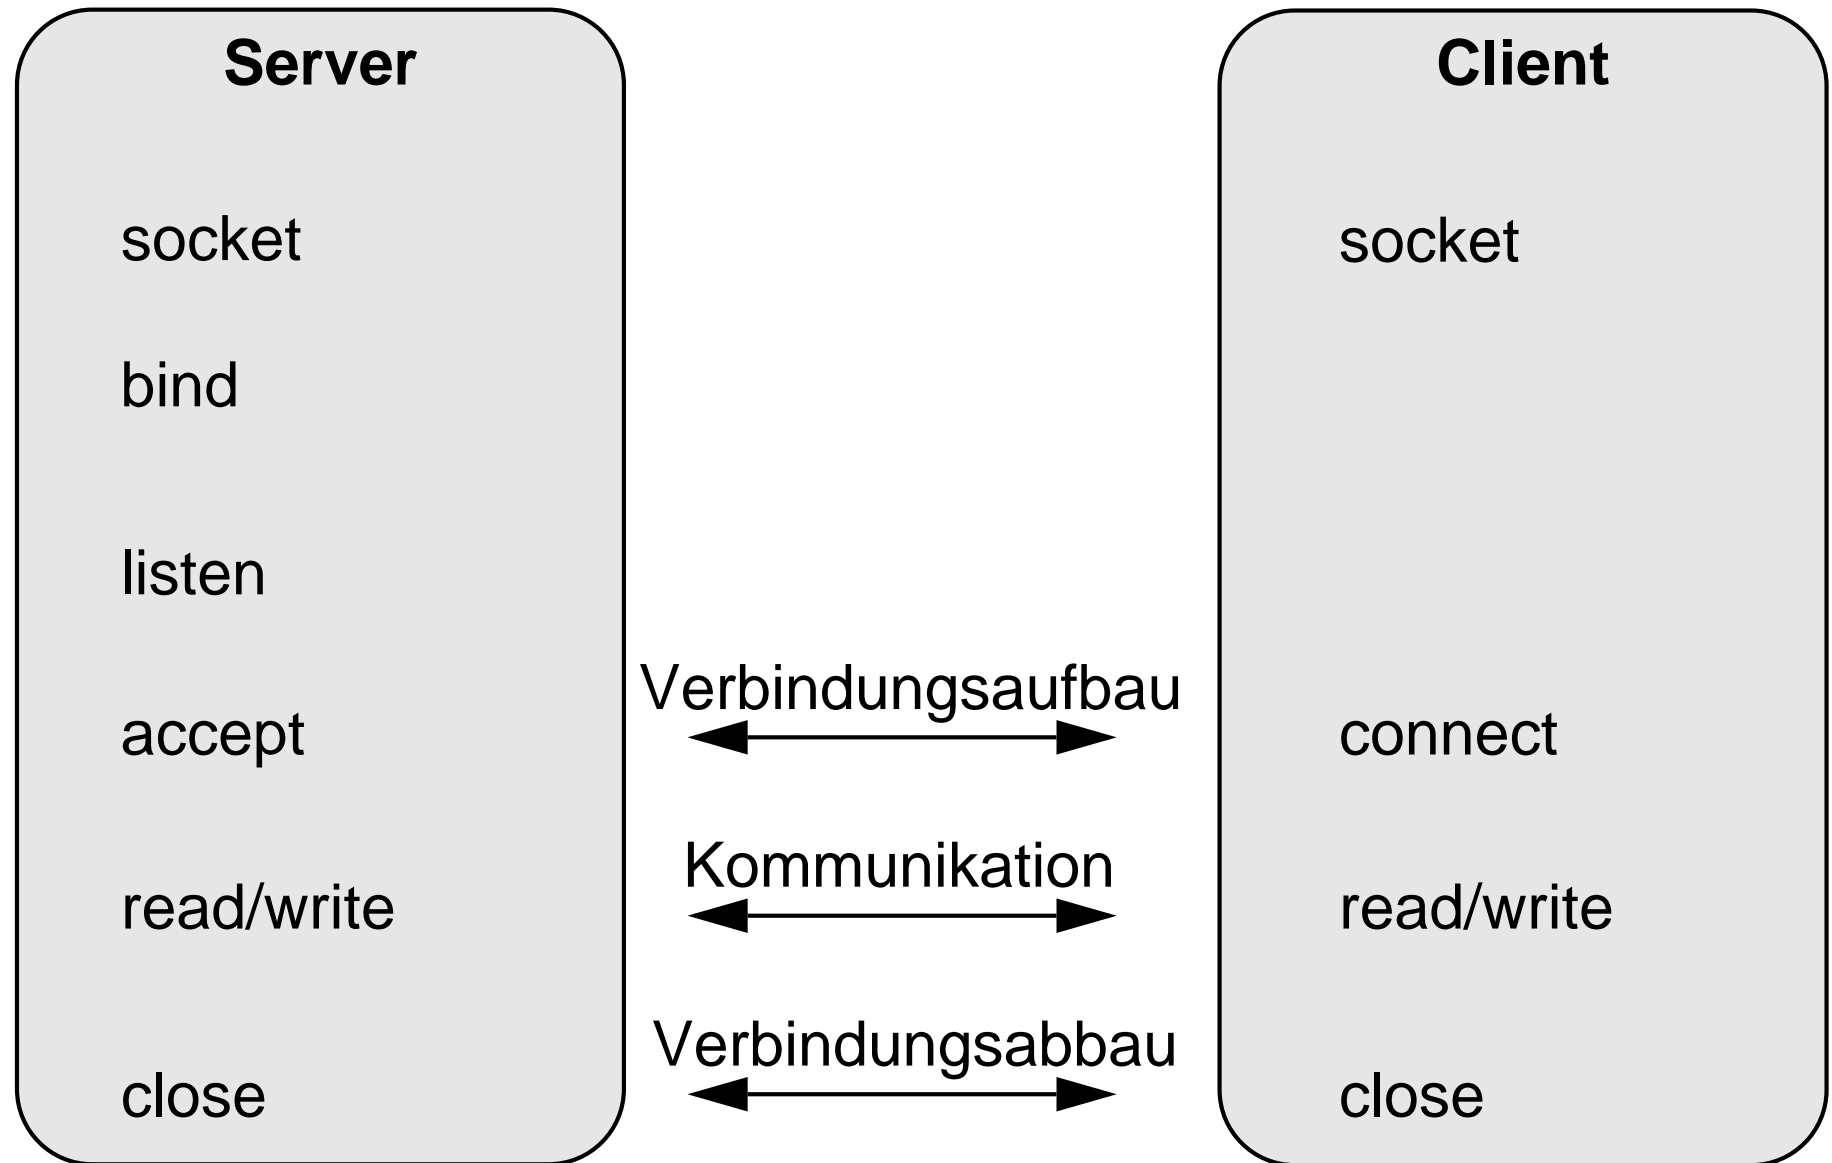 Server
Client
socket
socket
bind
listen
Verbindungsaufbau
accept
connect
Kommunikation
read/write
read/write
Verbindungsabbau
close
close